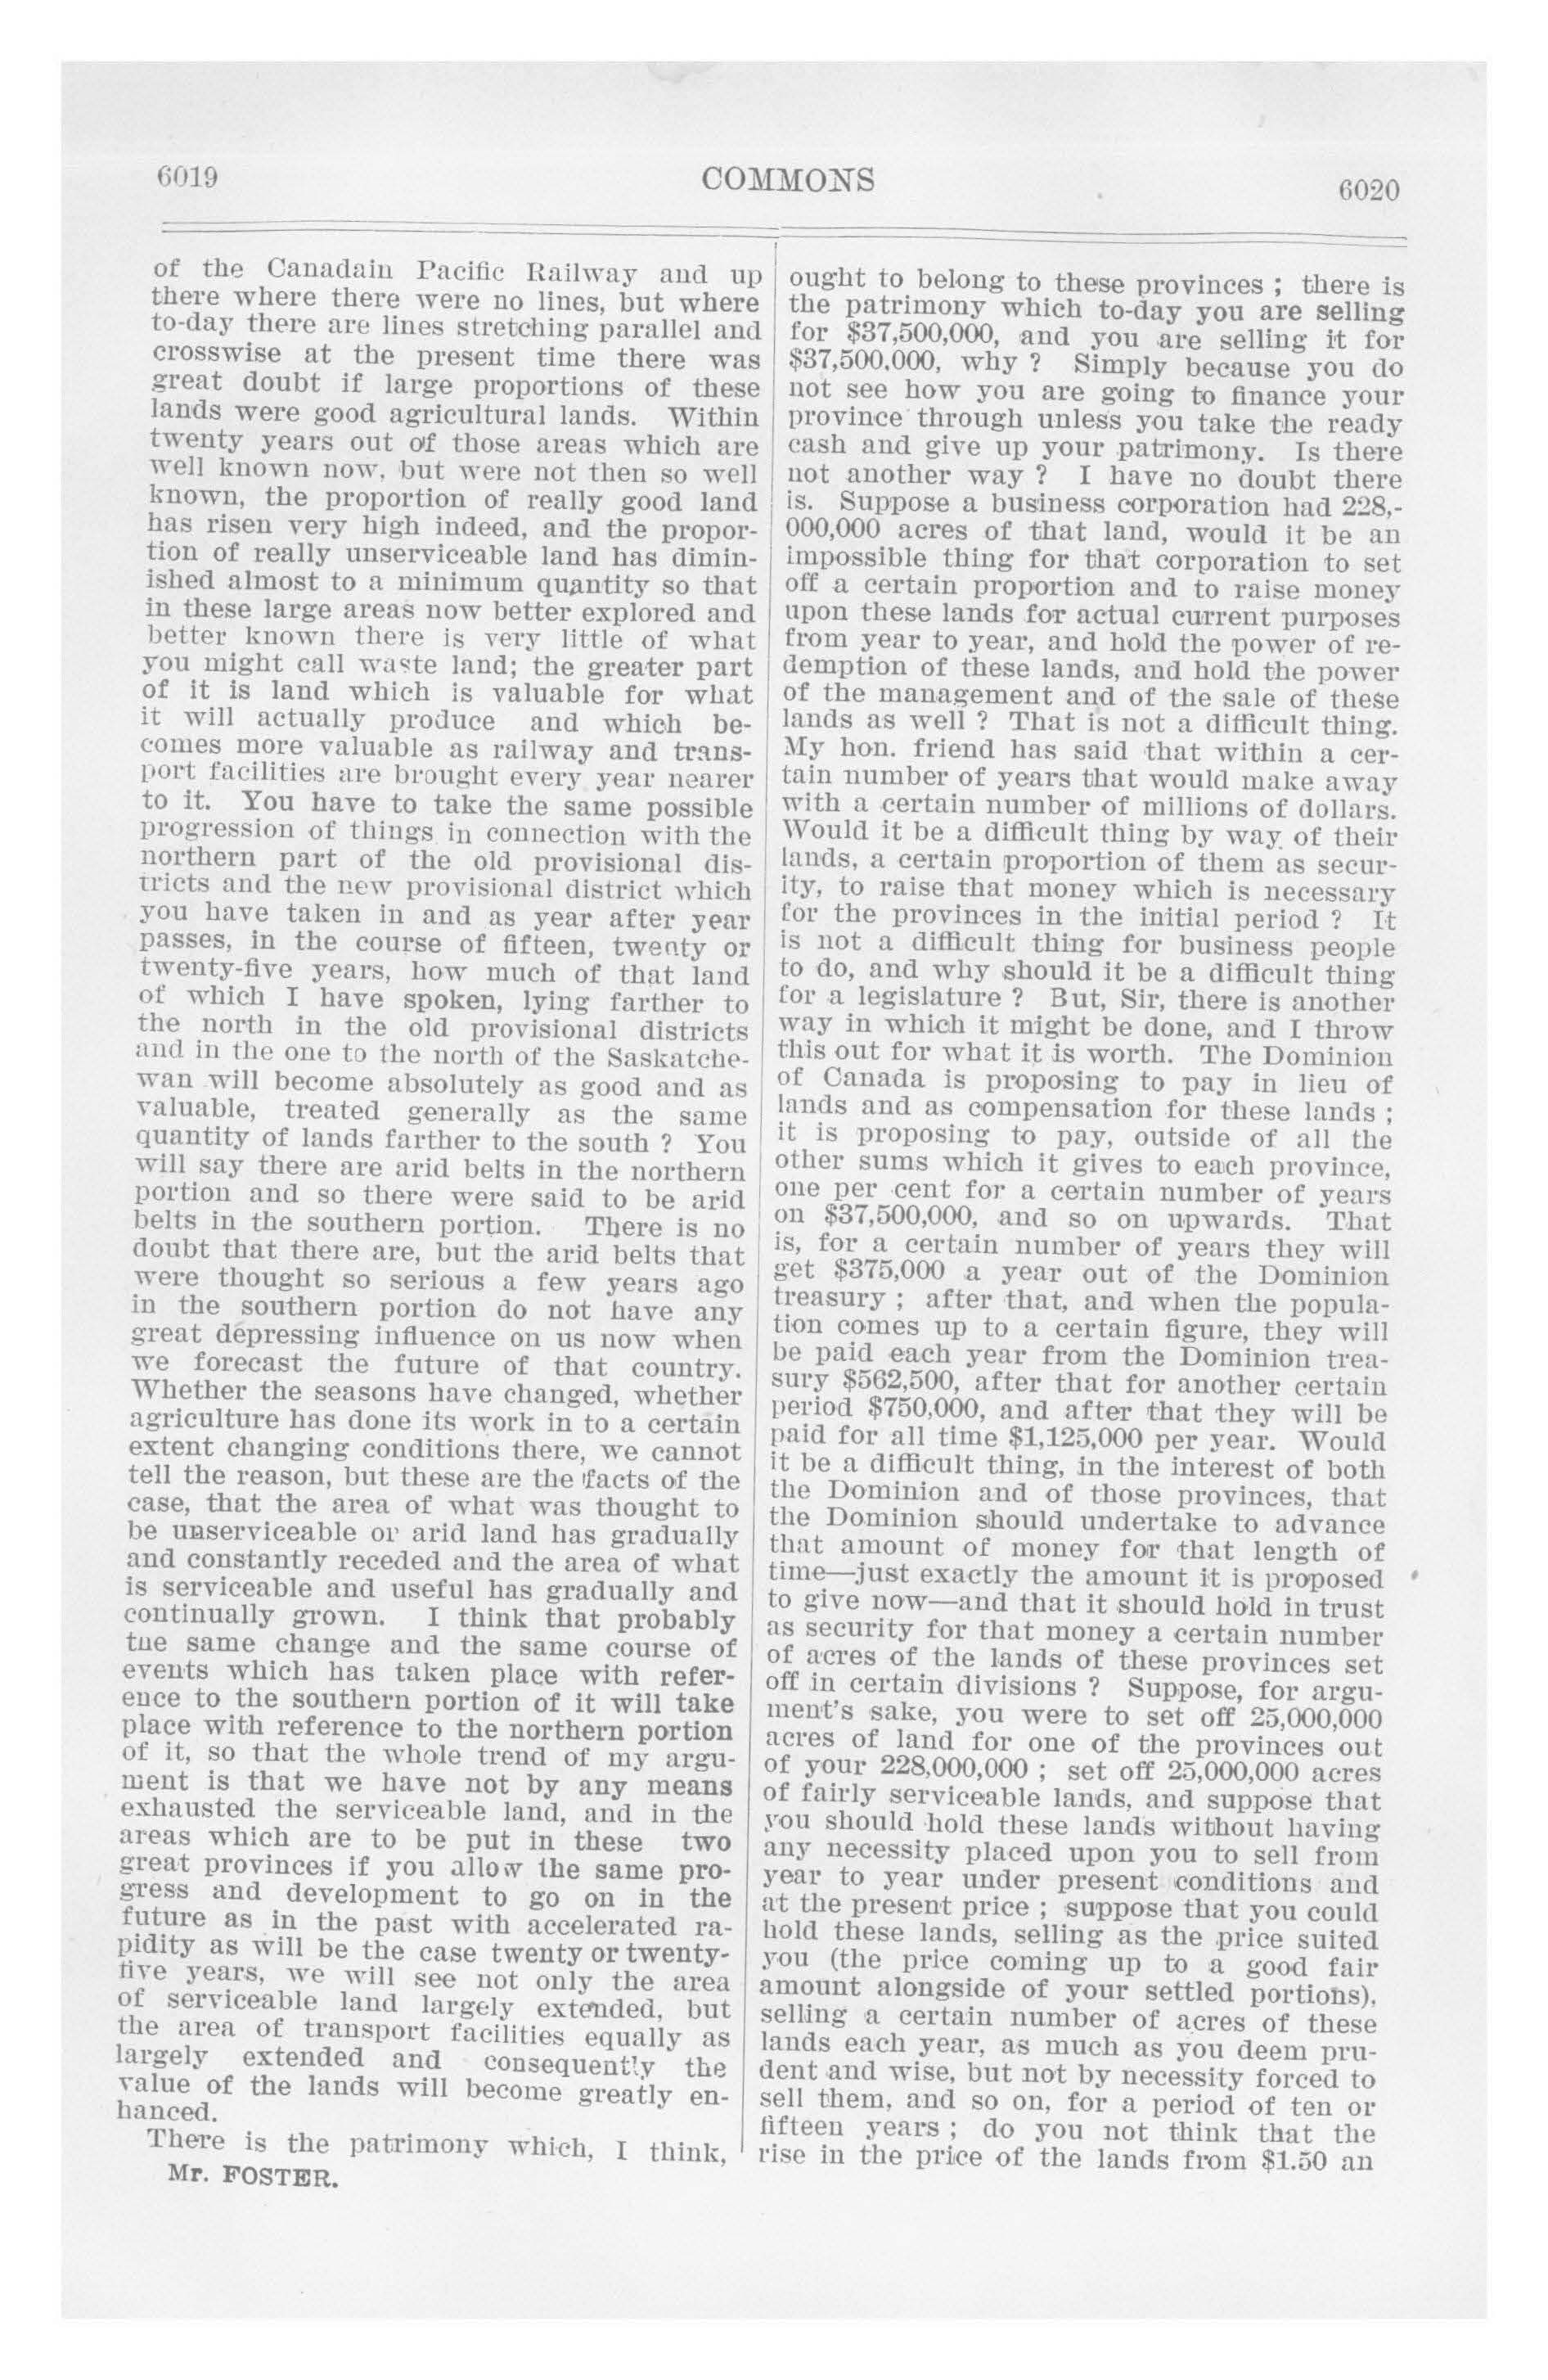 6019
COMMONS
6020
of the Canadain Pacific Railway and up
there where there were no lines, but where
to-day there are lines stretching parallel and
crosswise at the present time there was
great doubt if large proportions of these
lands were good agricultural lands. Within
twenty years out of those areas which are
well known now, but were not then so well
known, the proportion of really good land
has risen very high indeed, and the propor-
tion of really unserviceable land has dimin-
ished almost to a minimum quantity so that
in these large areas now better explored and
better known there is very little of what
you might call waste land; the greater part
of it is land which is valuable for what
it will actually produce and which be-
comes more valuable as railway and trans-
port facilities are brought every year nearer
to it. You have to take the same possible
progression of things in connection with the
northern part of the old provisional dis-
tricts and the new provisional district which
you have taken in and as year after year
passes, in the course of fifteen, twenty or
twenty-five years, how much of that land
of which I have spoken, lying farther to
the north in the old provisional districts
and in the one to the north of the Saskatche-
wan will become absolutely as good and as
valuable, treated generally as the same
quantity of lands farther to the south ? You
will say there are arid belts in the northern
portion and so there were said to be arid
belts in the southern portion. There is no
doubt that there are, but the arid belts that
were thought so serious a few years ago
in the southern portion do not have any
great depressing influence on us now when
we forecast the future of that country.
Whether the seasons have changed, whether
agriculture has done its work in to a certain
extent changing conditions there, we cannot
tell the reason, but these are the facts of the
case, that the area of what was thought to
be unserviceable or arid land has gradually
and constantly receded and the area of what
is serviceable and useful has gradually and
continually grown. I think that probably
tue same change and the same course of
events which has taken place with refer-
ence to the southern portion of it will take
place with reference to the northern portion
of it, so that the whole trend of my argu-
ment is that we have not by any means
exhausted the serviceable land, and in the
areas which are to be put in these two
great provinces if you allow the same pro-
gress and development to go on in the
future as in the past with accelerated ra-
pidity as will be the case twenty or twenty-
five years, we will see not only the area
of serviceable land largely extended, but
the area of transport facilities equally as
largely extended and consequently the
value of the lands will become greatly en-
hanced.
There is the patrimony which, I think,
Mr. FOSTER.
ought to belong to these provinces ; there is
the patrimony which to-day you are selling
for $37,500,000, and you are selling it for
$37,500,000, why ? Simply because you do
not see how you are going to finance your
province through unless you take the ready
cash and give up your patrimony. Is there
not another way ? I have no doubt there
is. Suppose a business corporation had 228,-
000,000 acres of that land, would it be an
impossible thing for that corporation to set
off a certain proportion and to raise money
upon these lands for actual current purposes
from year to year, and hold the power of re-
demption of these lands, and hold the power
of the management and of the sale of these
lands as well ? That is not a difficult thing.
My hon. friend has said that within a cer-
tain number of years that would make away
with a certain number of millions of dollars.
Would it be a difficult thing by way of their
lands, a certain proportion of them as secur-
ity, to raise that money which is necessary
for the provinces in the initial period ? It
is not a difficult thing for business people
to do, and why should it be a difficult thing
for a legislature ? But, Sir, there is another
way in which it might be done, and I throw
this out for what it is worth. The Dominion
of Canada is proposing to pay in lieu of
lands and as compensation for these lands ;
it is proposing to pay, outside of all the
other sums which it gives to each province,
one per cent for a certain number of years
on $37,500,000, and so on upwards. That
is, for a certain number of years they will
get $375,000 a year out of the Dominion
treasury ; after that, and when the popula-
tion comes up to a certain figure, they will
be paid each year from the Dominion trea-
sury $562,500, after that for another certain
period $750,000, and after that they will be
paid for all time $1,125,000 per year. Would
it be a difficult thing, in the interest of both
the Dominion and of those provinces, that
the Dominion should undertake to advance
that amount of money for that length of
time—just exactly the amount it is proposed
to give now—and that it should hold in trust
as security for that money a certain number
of acres of the lands of these provinces set
off in certain divisions ? Suppose, for argu-
ment's sake, you were to set off 25,000,000
acres of land for one of the provinces out
of your 228,000,000 ; set off 25,000,000 acres
of fairly serviceable lands, and suppose that
you should hold these lands without having
any necessity placed upon you to sell from
year to year under present conditions and
at the present price ; suppose that you could
hold these lands, selling as the price suited
you (the price coming up to a good fair
amount alongside of your settled portions),
selling a certain number of acres of these
lands each year, as much as you deem pru-
dent and wise, but not by necessity forced to
sell them, and so on, for a period of ten or
fifteen years ; do you not think that the
rise in the price of the lands from $1.50 an